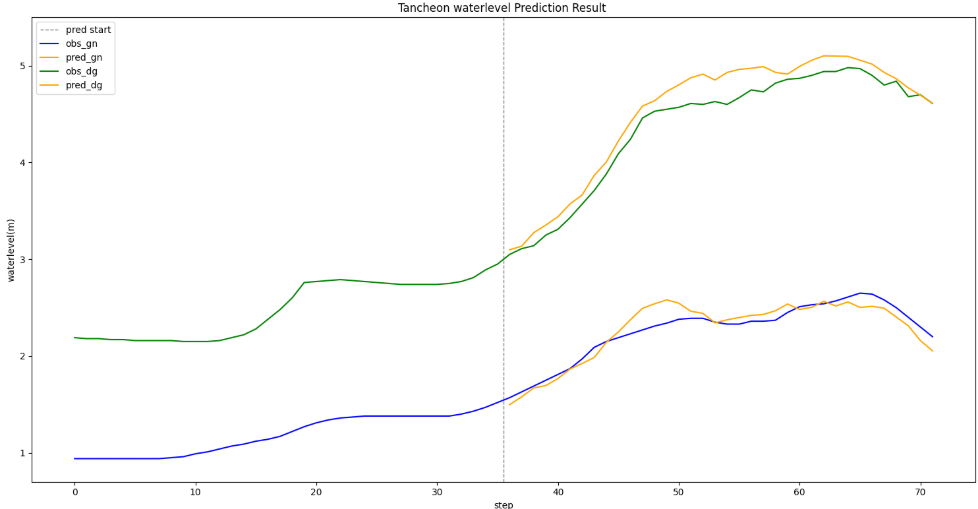 Tancheon waterlevel Prediction Result
pred start
obs_gn
pred_gn
obs_dg
pred_dg
waterlevel(m)
5
4
3
2
1
0 10 20 30 40 50 60 70
step